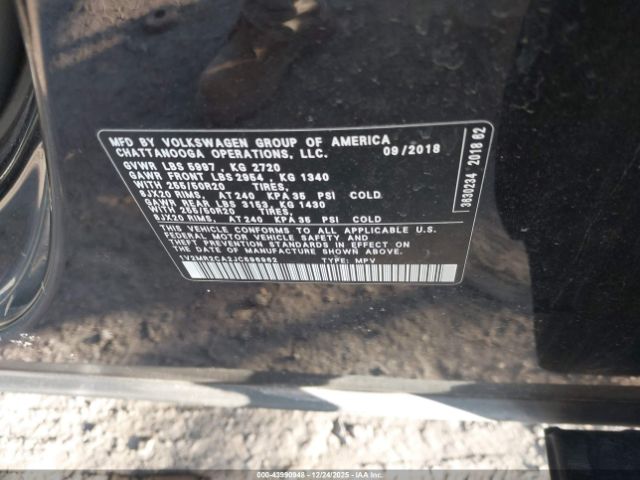 MFD BY VOLKSWAGEN GROUP OF AMERICA
CHATTANOOGA OPERATIONS, LLC. 09/2018
GVWR LBS 5997, KG 2720
GAWR FRONT LBS 2954 , KG 1340
WITH 255/50R20 TIRES,
8JX20 RIMS, AT 240 KPA 35 PSI COLD
GAWR REAR LBS 3153, KG 1430
WITH 255/50R20 TIRES,
8JX20 RIMS, AT 240 KPA 35 PSI COLD
THIS VEHICLE CONFORMS TO ALL APPLICABLE U.S.
FEDERAL MOTOR VEHICLE SAFETY AND
THEFT PREVENTION STANDARDS IN EFFECT ON
THE DATE OF MANUFACTURE SHOWN ABOVE.
TYPE: MPV
3630234 2018 62
000-43990948 - 12/24/2025 - IAAI.COM